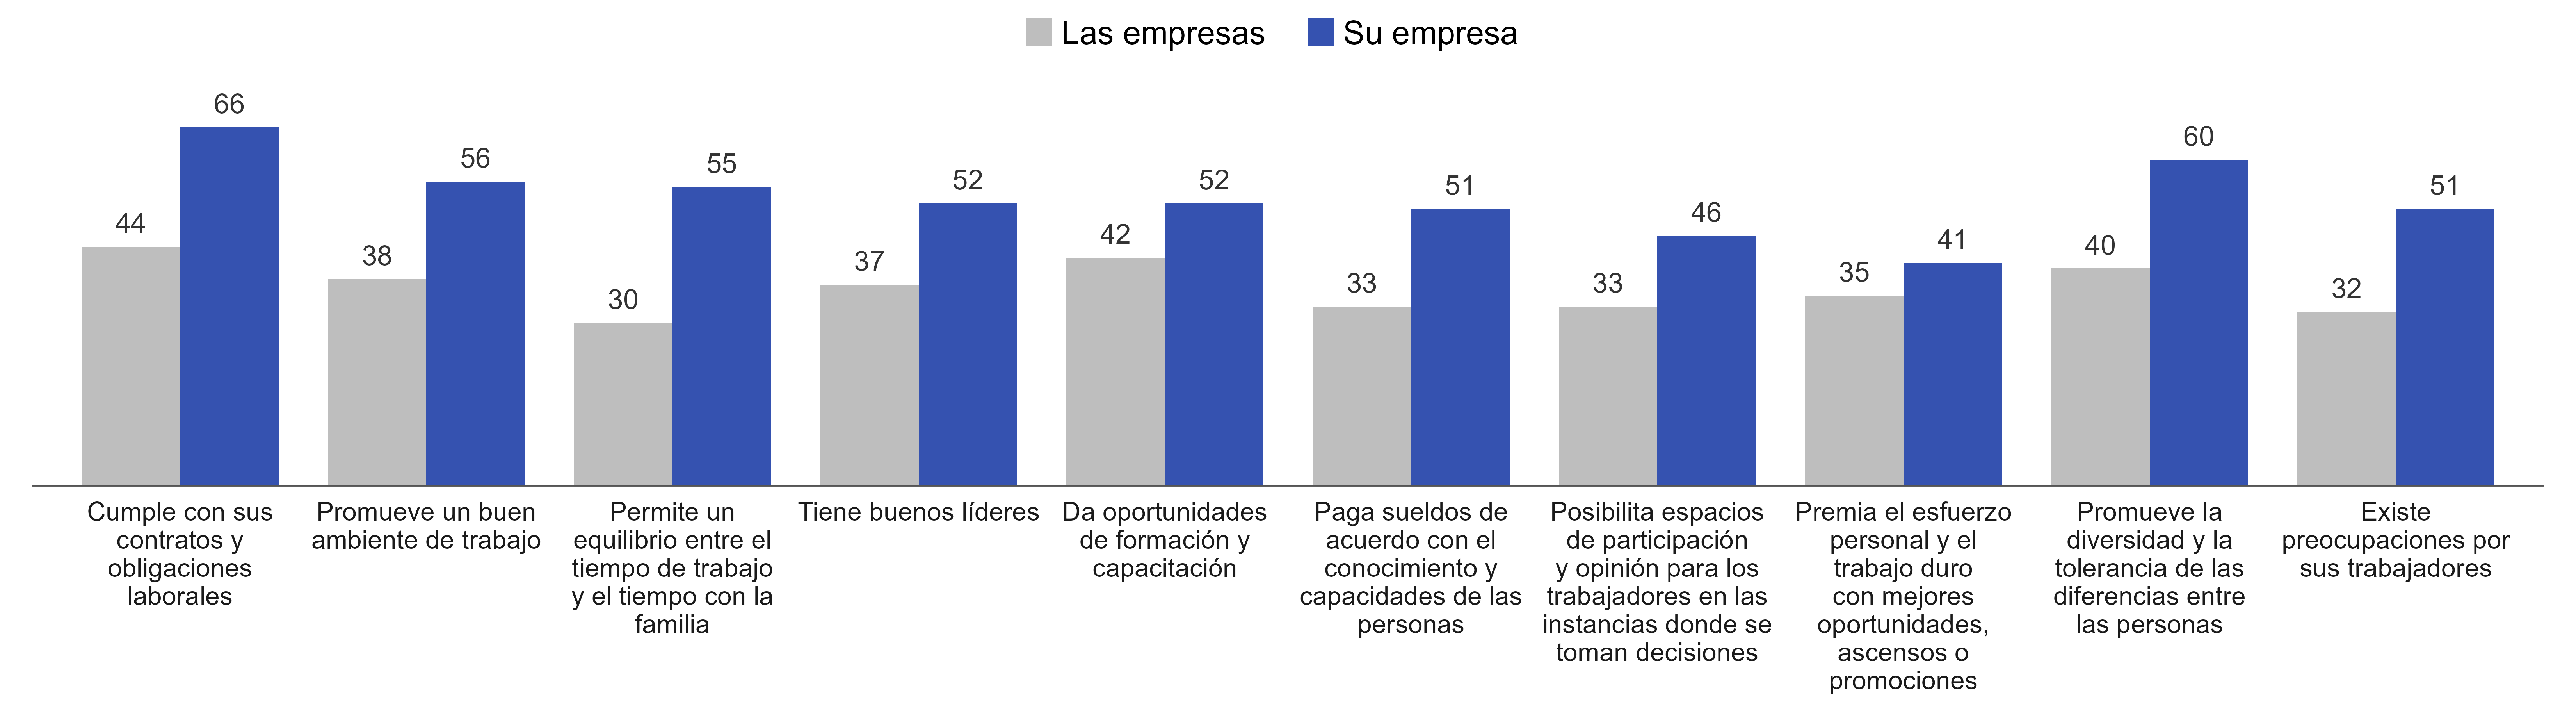 Las empresas
Su empresa
66
44
56
38
55
30
52
37
52
42
51
33
46
33
41
35
60
40
51
32
Cumple con sus
contratos y
obligaciones
laborales
Promueve un buen
ambiente de trabajo
Permite un
equilibrio entre el
tiempo de trabajo
y el tiempo con la
familia
Tiene buenos líderes
Da oportunidades
de formación y
capacitación
Paga sueldos de
acuerdo con el
conocimiento y
capacidades de las
personas
Posibilita espacios
de participación
y opinión para los
trabajadores en las
instancias donde se
toman decisiones
Premia el esfuerzo
personal y el
trabajo duro
con mejores
oportunidades,
ascensos o
promociones
Promueve la
diversidad y la
tolerancia de las
diferencias entre
las personas
Existe
preocupaciones por
sus trabajadores